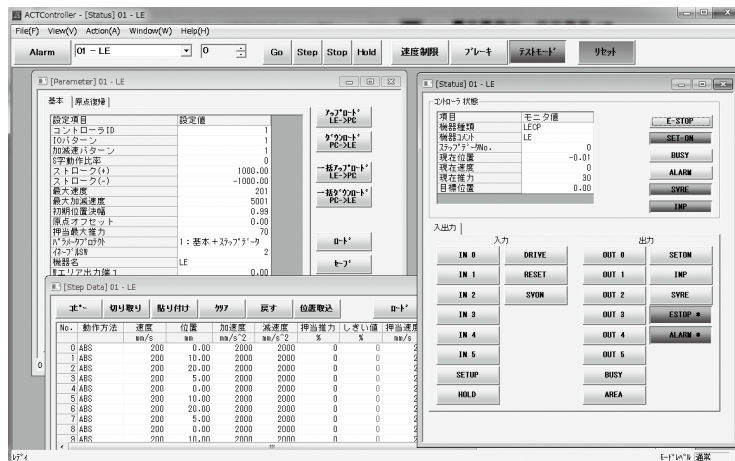 ACTController - [Status] 01 - LE
File(F) View(V) Action(A) Window(W) Help(H)
Alarm 01 - LE 0 Go Step Stop Hold 速度制限 ﾌﾞﾚｰｷ ﾃｽﾄﾓｰﾄﾞ ﾘｾｯﾄ
[Parameter] 01 - LE
基本 原点復帰
設定項目 設定値
コントローラID 1
IOパターン 1
加減速パターン 1
S字動作比率 0
ストローク(+) 1000.00
ストローク(-) -1000.00
最大速度 201
最大加減速度 5001
初期位置決幅 0.99
原点オフセット 0.00
押当最大推力 70
ﾊﾟﾗﾒｰﾀﾌﾟﾛﾃｸﾄ 1：基本＋ｽﾃｯﾌﾟﾃﾞｰﾀ
ｲﾈｰﾌﾞﾙSW 2
機器名 LE
Wエリア出力端1 0.00
ｱｯﾌﾟﾛｰﾄﾞ
LE->PC
ﾀﾞｳﾝﾛｰﾄﾞ
PC->LE
一括ｱｯﾌﾟﾛｰﾄﾞ
LE->PC
一括ﾀﾞｳﾝﾛｰﾄﾞ
PC->LE
ﾛｰﾄﾞ
ｾｰﾌﾞ
[Step Data] 01 - LE
ｺﾋﾟｰ 切り取り 貼り付け ｸﾘｱ 戻す 位置取込 ﾛｰﾄﾞ
No. 動作方法 速度 位置 加速度 減速度 押当推力 しきい値 押当速度
mm/s mm mm/s^2 mm/s^2 % % mm/s
0 ABS 200 0.00 2000 2000 0 0 2
1 ABS 200 10.00 2000 2000 0 0 2
2 ABS 200 20.00 2000 2000 0 0 2
3 ABS 200 5.00 2000 2000 0 0 2
4 ABS 200 0.00 2000 2000 0 0 2
5 ABS 200 10.00 2000 2000 0 0 2
6 ABS 200 20.00 2000 2000 0 0 2
7 ABS 200 5.00 2000 2000 0 0 2
8 ABS 200 0.00 2000 2000 0 0 2
9 ABS 200 10.00 2000 2000 0 0 2
[Status] 01 - LE
ｺﾝﾄﾛｰﾗ 状態
項目 モニタ値
機器種類 LECP
機器ｺﾒﾝﾄ LE
ｽﾃｯﾌﾟﾃﾞｰﾀNo. 0
現在位置 -0.01
現在速度 0
現在推力 30
目標位置 0.00
E-STOP
SET-ON
BUSY
ALARM
SVRE
INP
入出力
入力 出力
IN 0 DRIVE OUT 0 SETON
IN 1 RESET OUT 1 INP
IN 2 SVON OUT 2 SVRE
IN 3 OUT 3 ESTOP *
IN 4 OUT 4 ALARM *
IN 5 OUT 5
SETUP BUSY
HOLD AREA
ﾚﾃﾞｨ ﾓｰﾄﾞﾚﾍﾞﾙ 通常